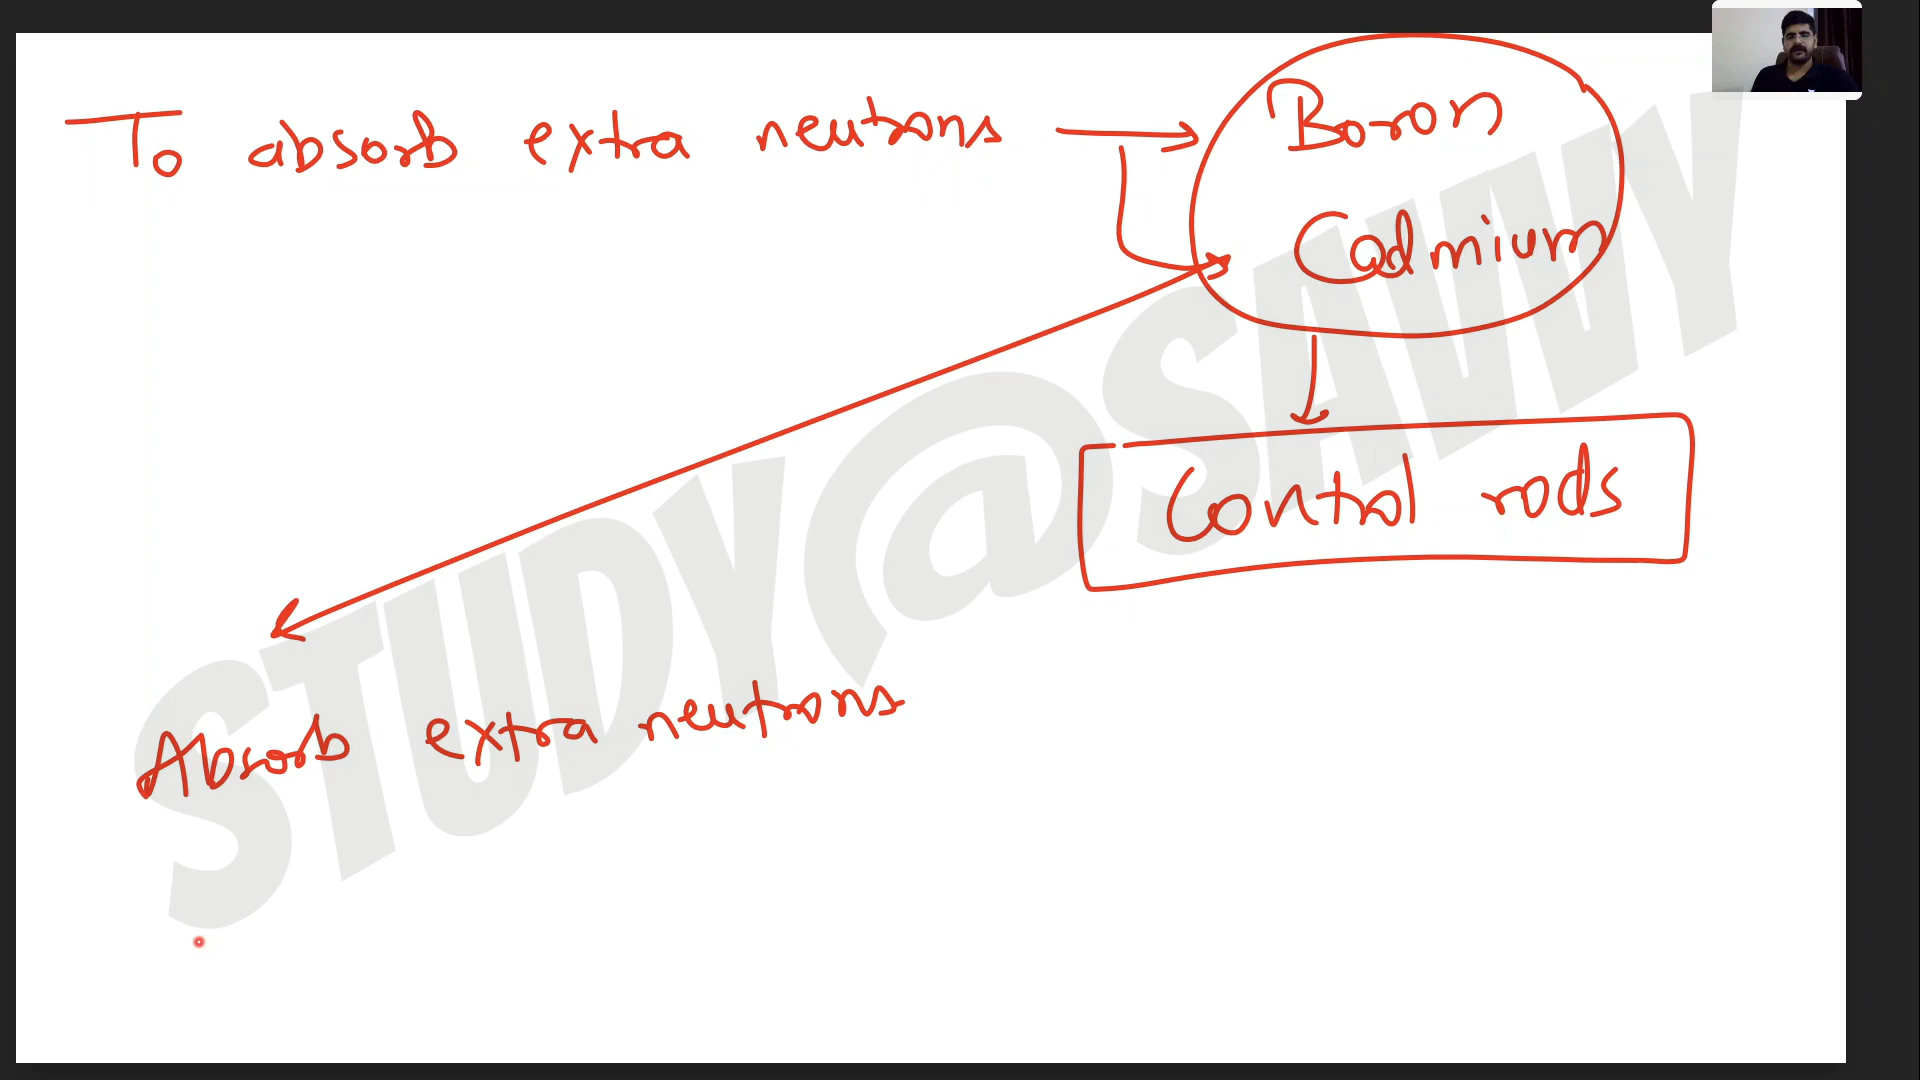 To absorb extra neutrons → Boron
Cadmium
Control rods
Absorb extra neutrons
STUDY@SAVVY